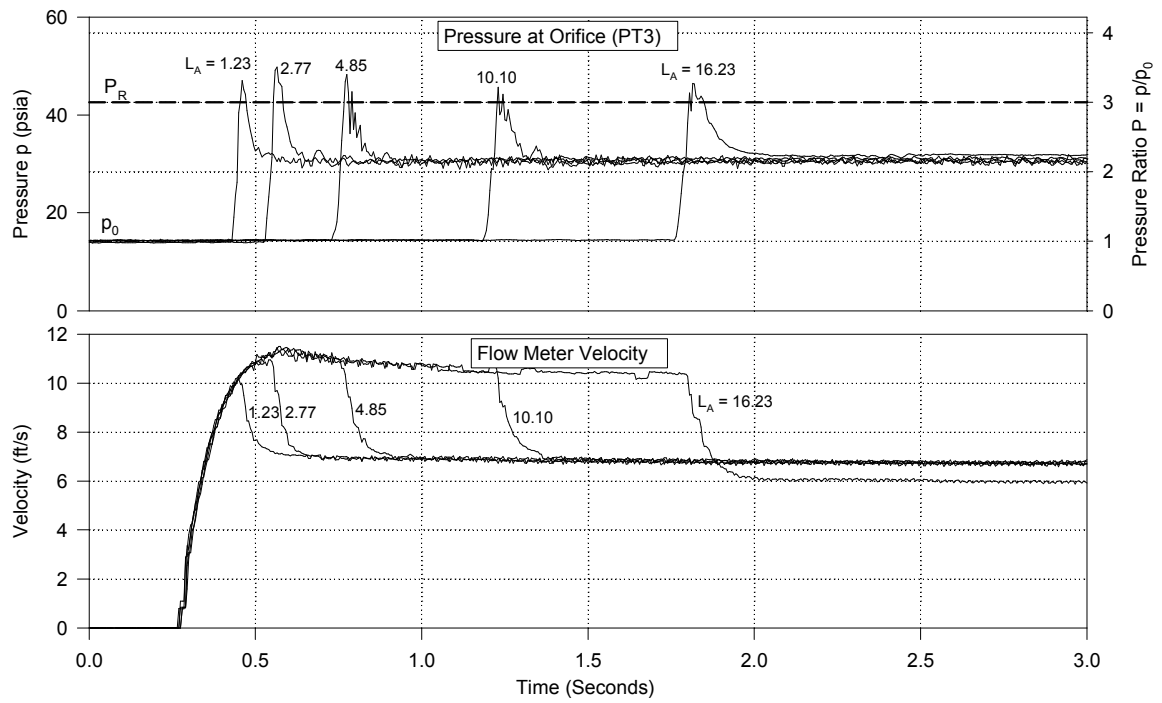 60
Pressure at Orifice (PT3)
4
L_A = 1.23
2.77
4.85
10.10
L_A = 16.23
P_R
40
3
Pressure p (psia)
Pressure Ratio P = p/p_0
2
20
p_0
1
0
0
12
Flow Meter Velocity
10
1.23
2.77
4.85
10.10
L_A = 16.23
8
Velocity (ft/s)
6
4
2
0
0.0
0.5
1.0
1.5
2.0
2.5
3.0
Time (Seconds)